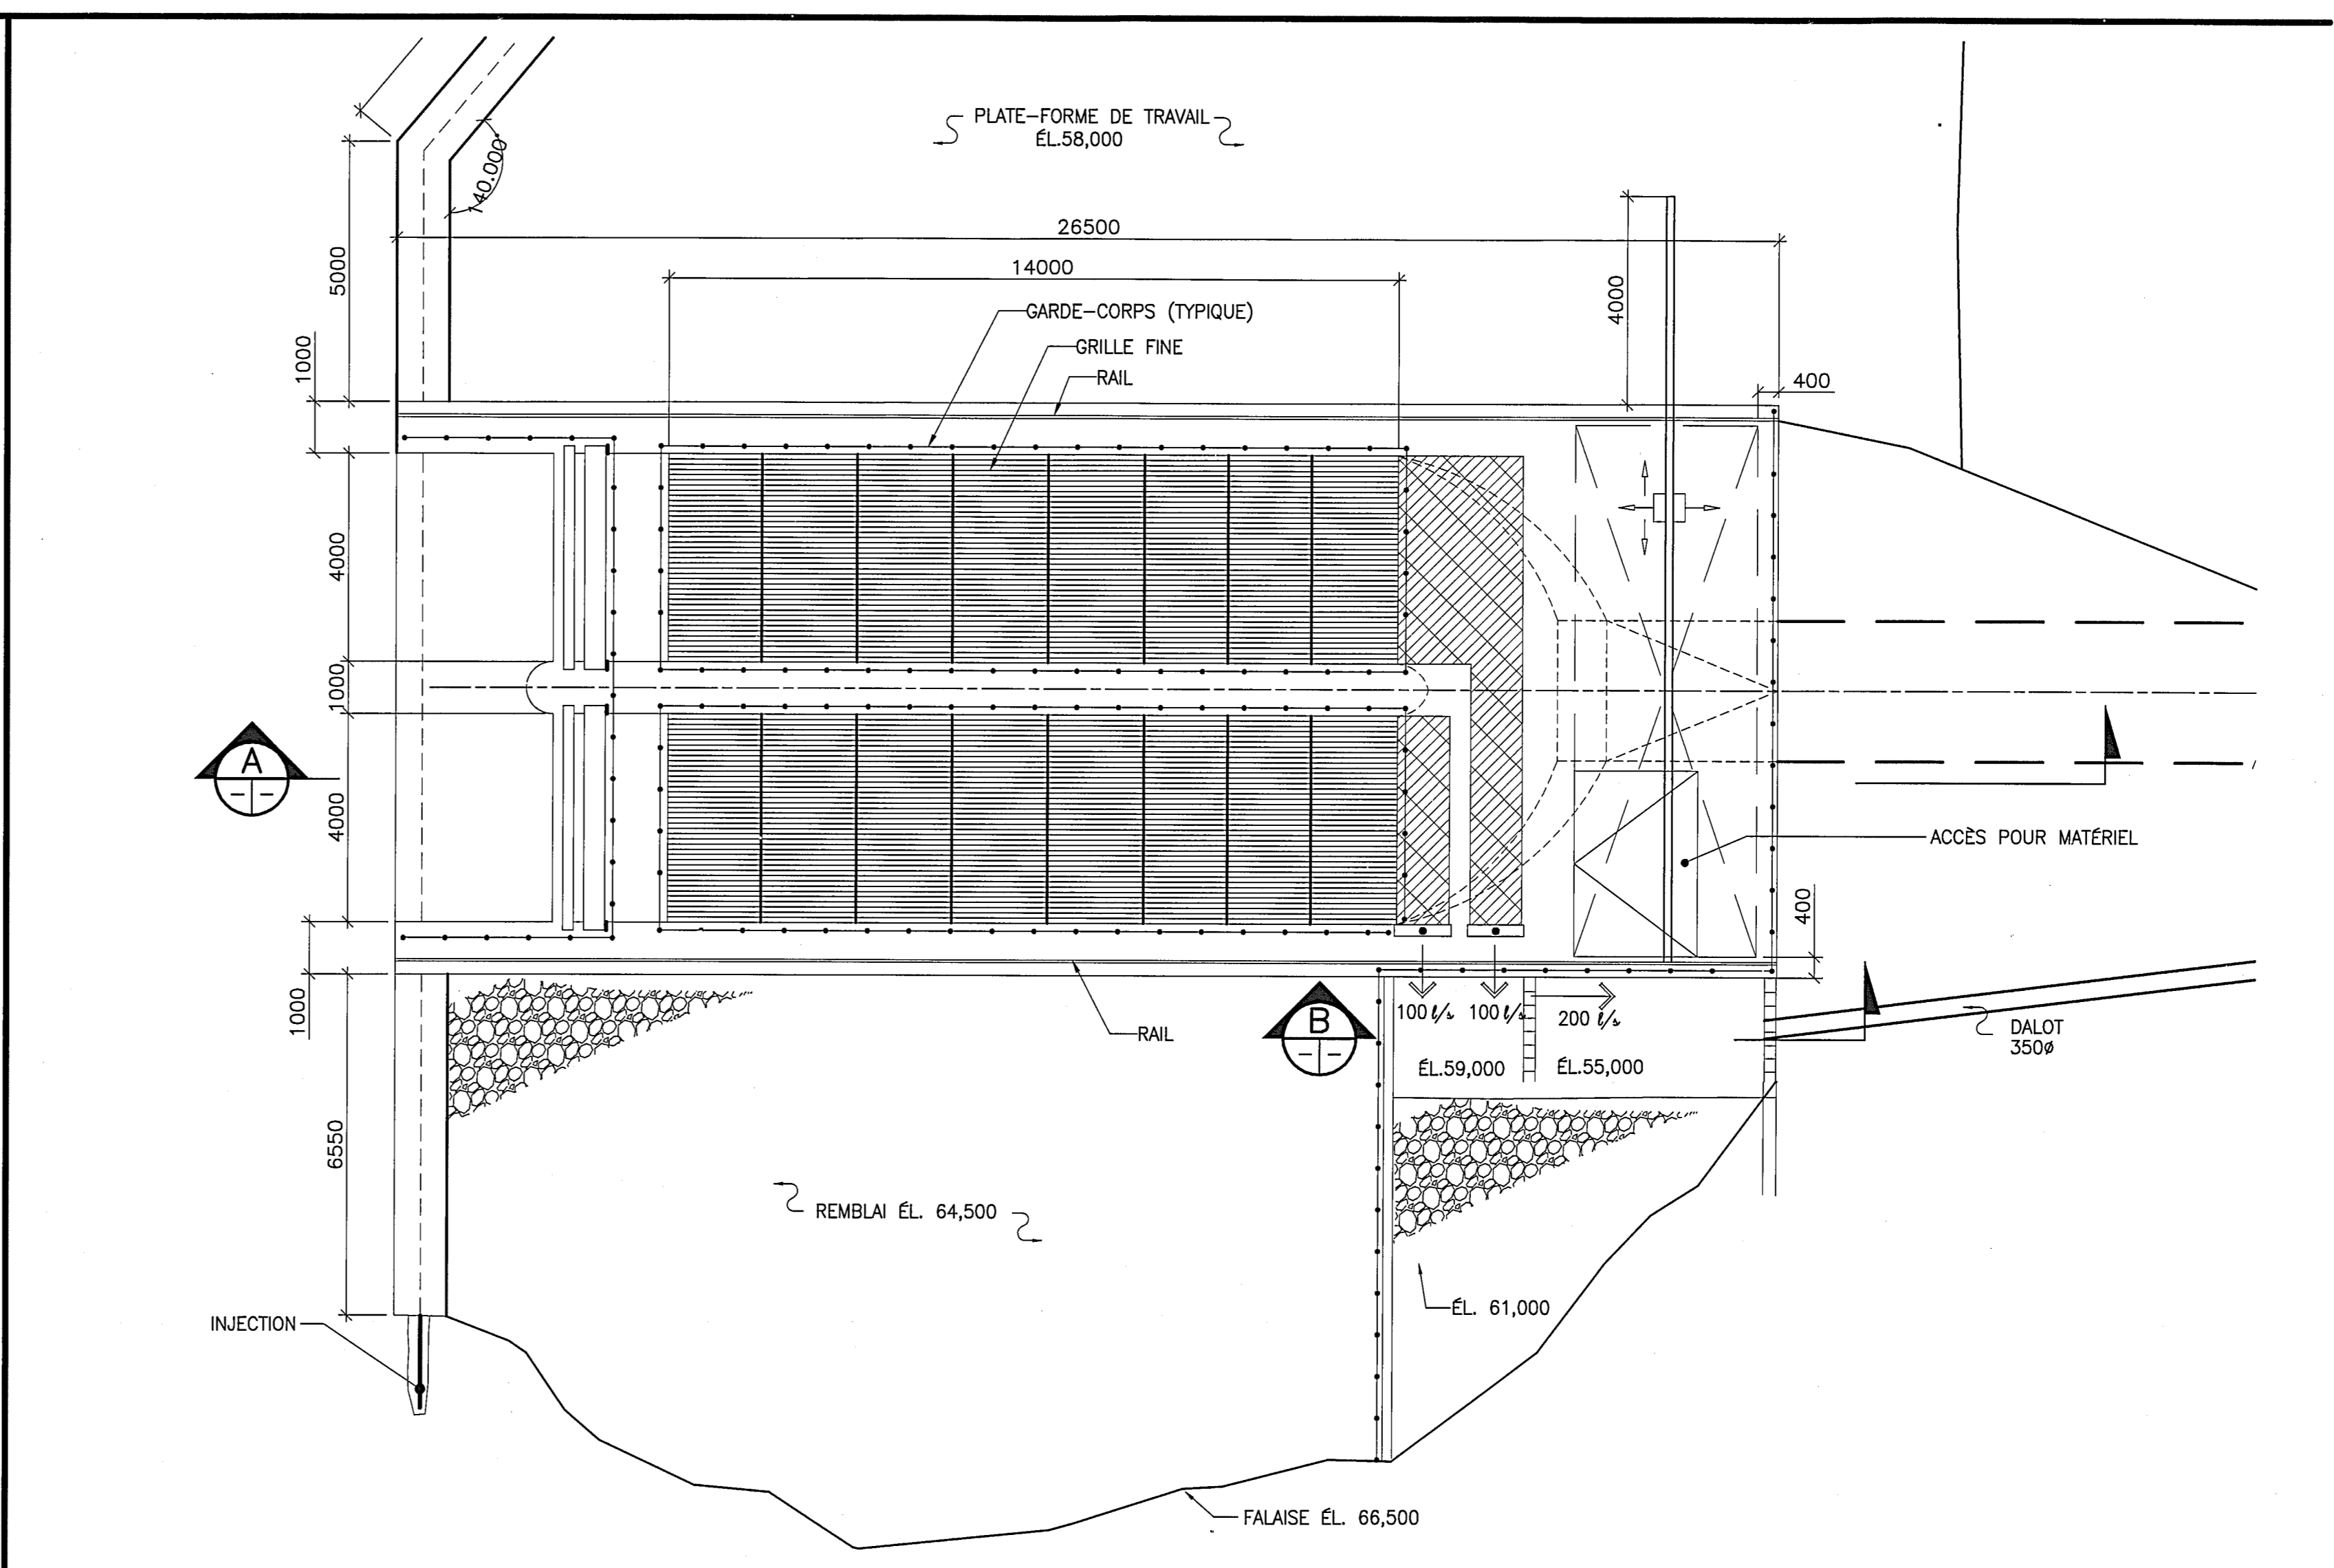 PLATE-FORME DE TRAVAIL
ÉL.58,000
140.000
26500
5000
14000
4000
GARDE-CORPS (TYPIQUE)
GRILLE FINE
RAIL
1000
400
4000
1000
A
4000
ACCÈS POUR MATÉRIEL
400
1000
RAIL
B
100 l/s
100 l/s
200 l/s
DALOT
350ø
ÉL.59,000
ÉL.55,000
6550
REMBLAI ÉL. 64,500
ÉL. 61,000
INJECTION
FALAISE ÉL. 66,500